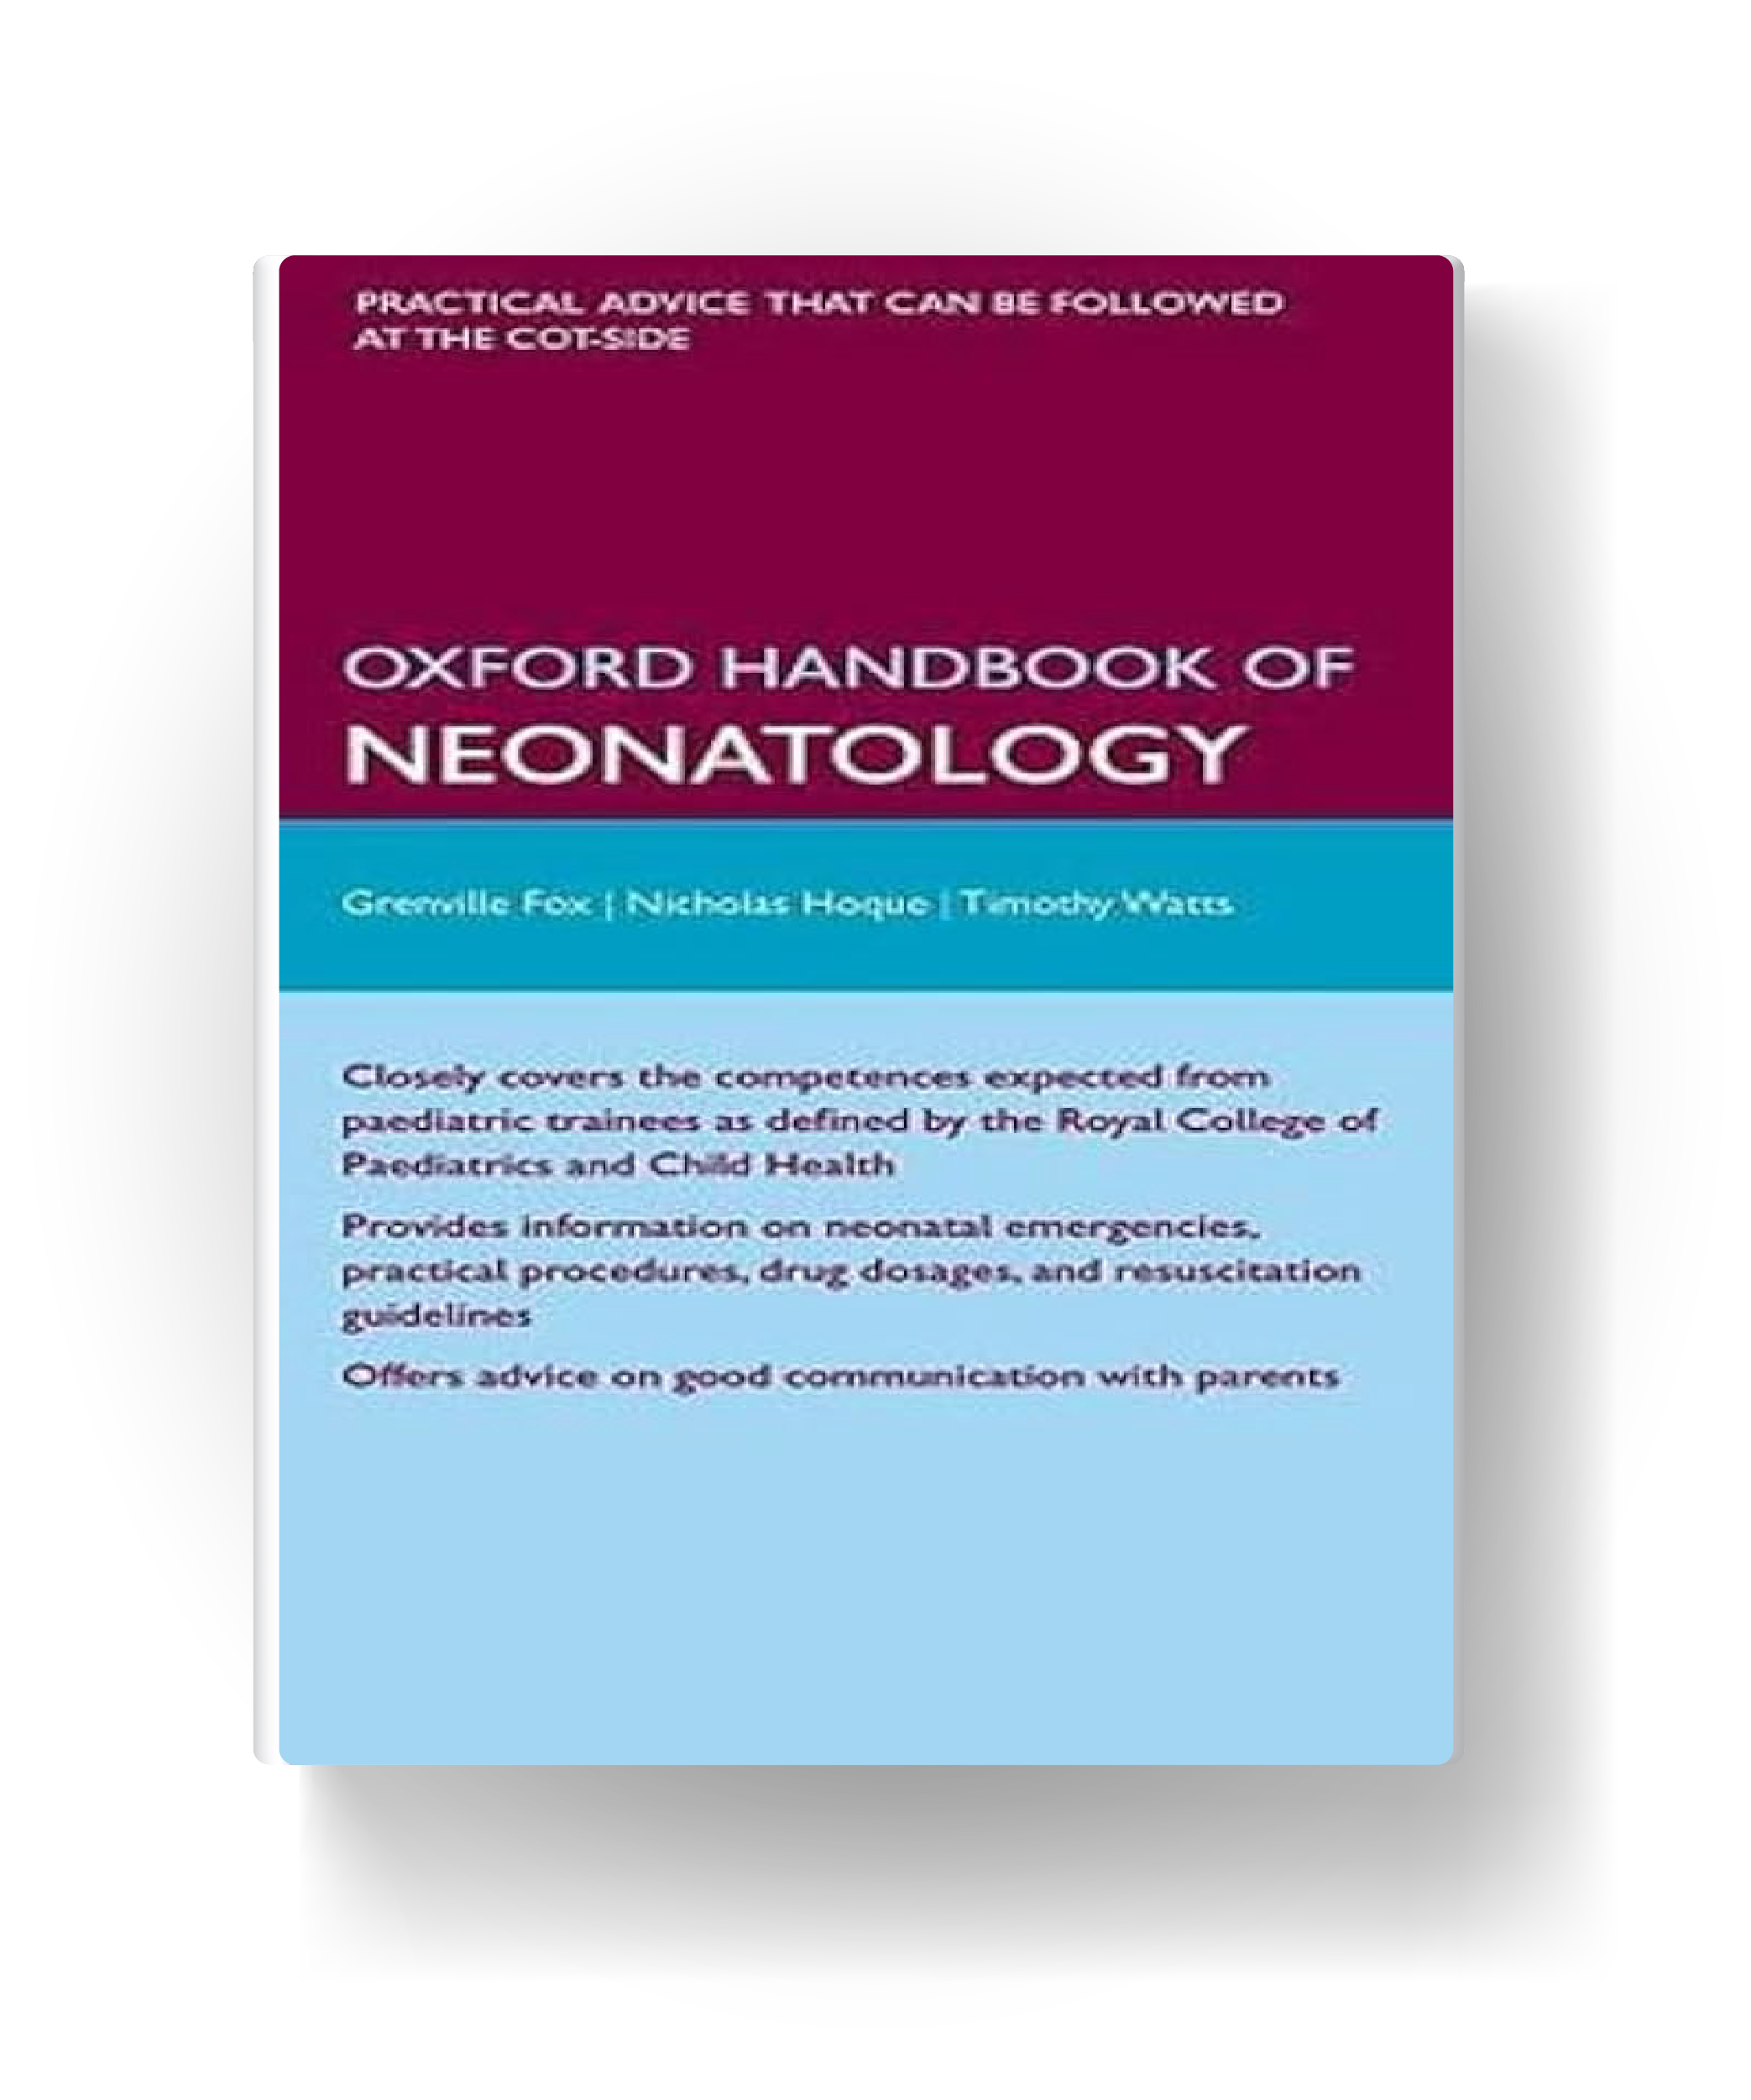 PRACTICAL ADVICE THAT CAN BE FOLLOWED
AT THE COT-SIDE
OXFORD HANDBOOK OF
NEONATOLOGY
Grenville Fox | Nicholas Hoque | Timothy Watts
Closely covers the competences expected from
paediatric trainees as defined by the Royal College of
Paediatrics and Child Health
Provides information on neonatal emergencies,
practical procedures, drug dosages, and resuscitation
guidelines
Offers advice on good communication with parents